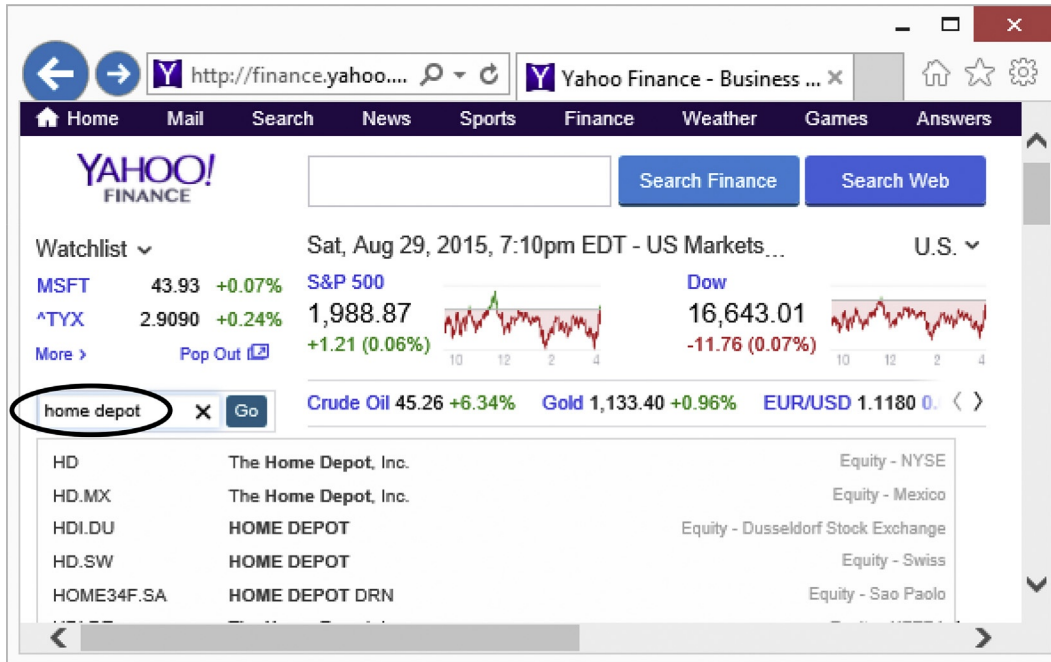 http://finance.yahoo.... Yahoo Finance - Business ...
Home Mail Search News Sports Finance Weather Games Answers
YAHOO!
FINANCE
Search Finance Search Web
Watchlist Sat, Aug 29, 2015, 7:10pm EDT - US Markets... U.S.
MSFT 43.93 +0.07% S&P 500 Dow
^TYX 2.9090 +0.24% 1,988.87 16,643.01
More > Pop Out +1.21 (0.06%) -11.76 (0.07%)
10 12 2 4 10 12 2 4
home depot X Go Crude Oil 45.26 +6.34% Gold 1,133.40 +0.96% EUR/USD 1.1180 0.
HD The Home Depot, Inc. Equity - NYSE
HD.MX The Home Depot, Inc. Equity - Mexico
HDI.DU HOME DEPOT Equity - Dusseldorf Stock Exchange
HD.SW HOME DEPOT Equity - Swiss
HOME34F.SA HOME DEPOT DRN Equity - Sao Paolo